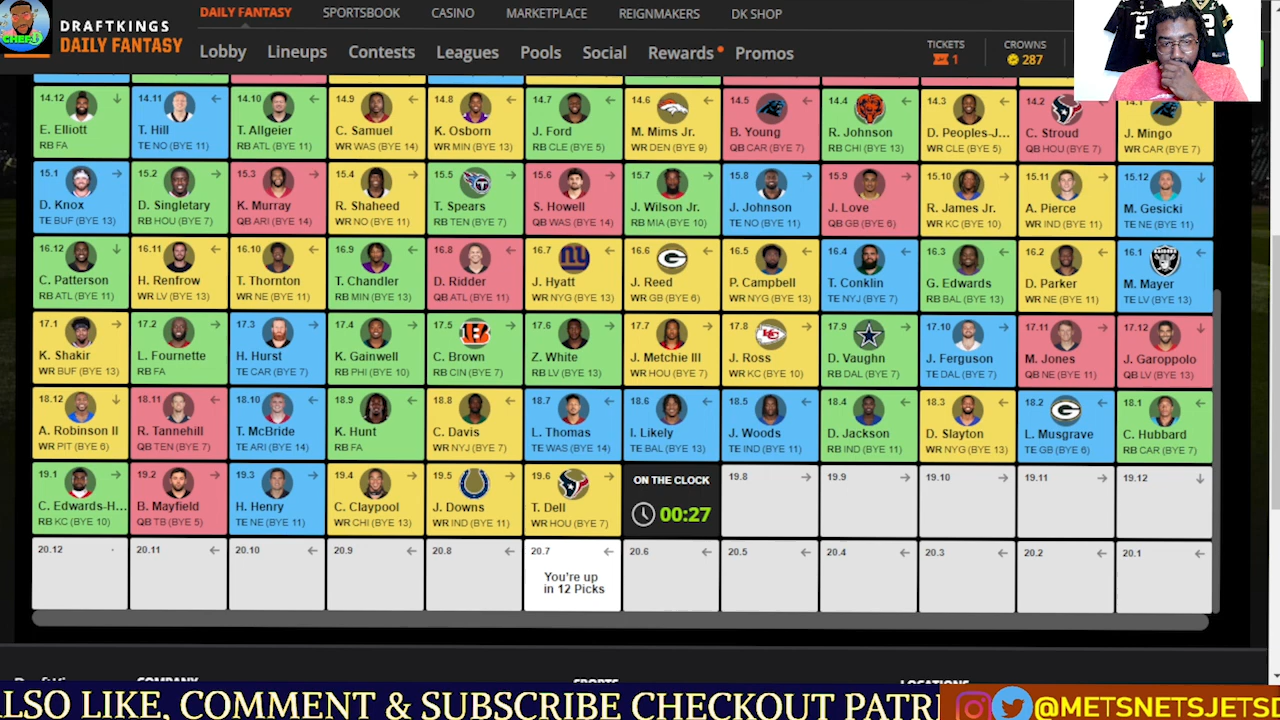 DRAFTKINGS
DAILY FANTASY
CHEF
DAILY FANTASY SPORTSBOOK CASINO MARKETPLACE REIGNMAKERS DK SHOP
Lobby Lineups Contests Leagues Pools Social Rewards Promos
TICKETS
1
CROWNS
287
14.12 14.11 14.10 14.9 14.8 14.7 14.6 14.5 14.4 14.3 14.2
E. Elliott T. Hill T. Allgeier C. Samuel K. Osborn J. Ford M. Mims Jr. B. Young R. Johnson D. Peoples-J... C. Stroud J. Mingo
RB FA TE NO (BYE 11) RB ATL (BYE 11) WR WAS (BYE 14) WR MIN (BYE 13) RB CLE (BYE 5) WR DEN (BYE 9) QB CAR (BYE 7) RB CHI (BYE 13) WR CLE (BYE 5) QB HOU (BYE 7) WR CAR (BYE 7)
15.1 15.2 15.3 15.4 15.5 15.6 15.7 15.8 15.9 15.10 15.11 15.12
D. Knox D. Singletary K. Murray R. Shaheed T. Spears S. Howell J. Wilson Jr. J. Johnson J. Love R. James Jr. A. Pierce M. Gesicki
TE BUF (BYE 13) RB HOU (BYE 7) QB ARI (BYE 14) WR NO (BYE 11) RB TEN (BYE 7) QB WAS (BYE 14) RB MIA (BYE 10) TE NO (BYE 11) QB GB (BYE 6) WR KC (BYE 10) WR IND (BYE 11) TE NE (BYE 11)
16.12 16.11 16.10 16.9 16.8 16.7 16.6 16.5 16.4 16.3 16.2 16.1
C. Patterson H. Renfrow T. Thornton T. Chandler D. Ridder J. Hyatt J. Reed P. Campbell T. Conklin G. Edwards D. Parker M. Mayer
RB ATL (BYE 11) WR LV (BYE 13) WR NE (BYE 11) RB MIN (BYE 13) QB ATL (BYE 11) WR NYG (BYE 13) WR GB (BYE 6) WR NYG (BYE 13) TE NYJ (BYE 7) RB BAL (BYE 13) WR NE (BYE 11) TE LV (BYE 13)
17.1 17.2 17.3 17.4 17.5 17.6 17.7 17.8 17.9 17.10 17.11 17.12
K. Shakir L. Fournette H. Hurst K. Gainwell C. Brown Z. White J. Metchie III J. Ross D. Vaughn J. Ferguson M. Jones J. Garoppolo
WR BUF (BYE 13) RB FA TE CAR (BYE 7) RB PHI (BYE 10) RB CIN (BYE 7) RB LV (BYE 13) WR HOU (BYE 7) WR KC (BYE 10) RB DAL (BYE 7) TE DAL (BYE 7) QB NE (BYE 11) QB LV (BYE 13)
18.12 18.11 18.10 18.9 18.8 18.7 18.6 18.5 18.4 18.3 18.2 18.1
A. Robinson II R. Tannehill T. McBride K. Hunt C. Davis L. Thomas I. Likely J. Woods D. Jackson D. Slayton L. Musgrave C. Hubbard
WR PIT (BYE 6) QB TEN (BYE 7) TE ARI (BYE 14) RB FA WR NYJ (BYE 7) TE WAS (BYE 14) TE BAL (BYE 13) TE IND (BYE 11) RB IND (BYE 11) WR NYG (BYE 13) TE GB (BYE 6) RB CAR (BYE 7)
19.1 19.2 19.3 19.4 19.5 19.6 ON THE CLOCK 19.8 19.9 19.10 19.11 19.12
C. Edwards-H... B. Mayfield H. Henry C. Claypool J. Downs T. Dell 00:27
RB KC (BYE 10) QB TB (BYE 5) TE NE (BYE 11) WR CHI (BYE 13) WR IND (BYE 11) WR HOU (BYE 7)
20.12 20.11 20.10 20.9 20.8 20.7 20.6 20.5 20.4 20.3 20.2 20.1
You're up
in 12 Picks
LSO LIKE, COMMENT & SUBSCRIBE CHECKOUT PATR
@METSNETSJETS